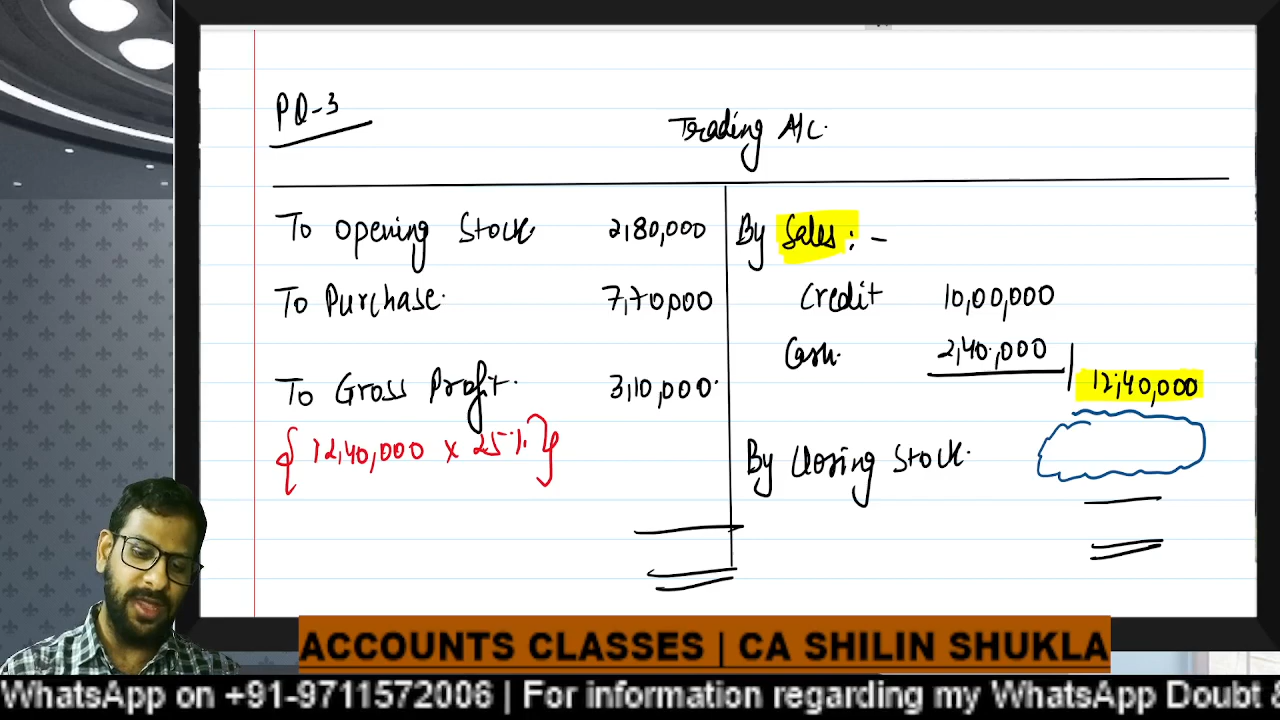 PQ-3
Trading A/C.
To Opening Stock 2,80,000
To Purchase. 7,70,000
To Gross Profit. 3,10,000.
{ 12,40,000 x 25%. }
By Sales: -
Credit 10,00,000
Cash. 2,40,000
12,40,000
By Closing Stock.
ACCOUNTS CLASSES | CA SHILIN SHUKLA
WhatsApp on +91-9711572006 | For information regarding my WhatsApp Doubt &